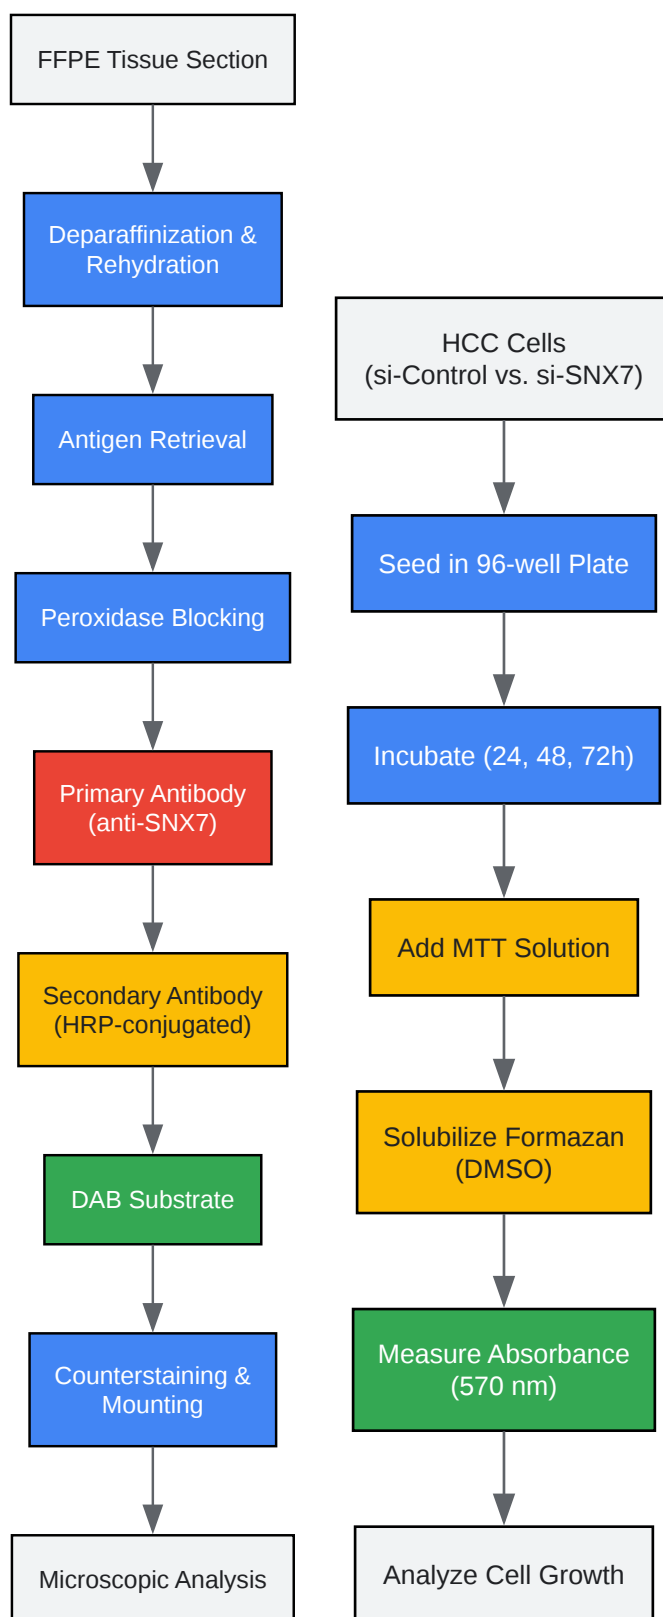 FFPE Tissue Section
Deparaffinization &
Rehydration
Antigen Retrieval
Peroxidase Blocking
Primary Antibody
(anti-SNX7)
Secondary Antibody
(HRP-conjugated)
DAB Substrate
Counterstaining &
Mounting
Microscopic Analysis
HCC Cells
(si-Control vs. si-SNX7)
Seed in 96-well Plate
Incubate (24, 48, 72h)
Add MTT Solution
Solubilize Formazan
(DMSO)
Measure Absorbance
(570 nm)
Analyze Cell Growth